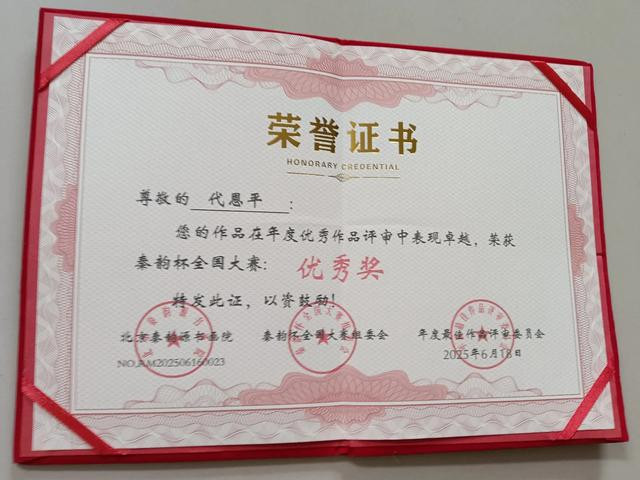 荣誉证书
HONORARY CREDENTIAL
尊敬的 代恩平 :
您的作品在年度优秀作品评审中表现卓越,荣获
秦韵杯全国大赛: 优秀奖
特发此证,以资鼓励!
北京秦韵源书画院 秦韵杯全国大赛组委会 年度最佳作品评审委员会
2025年6月18日